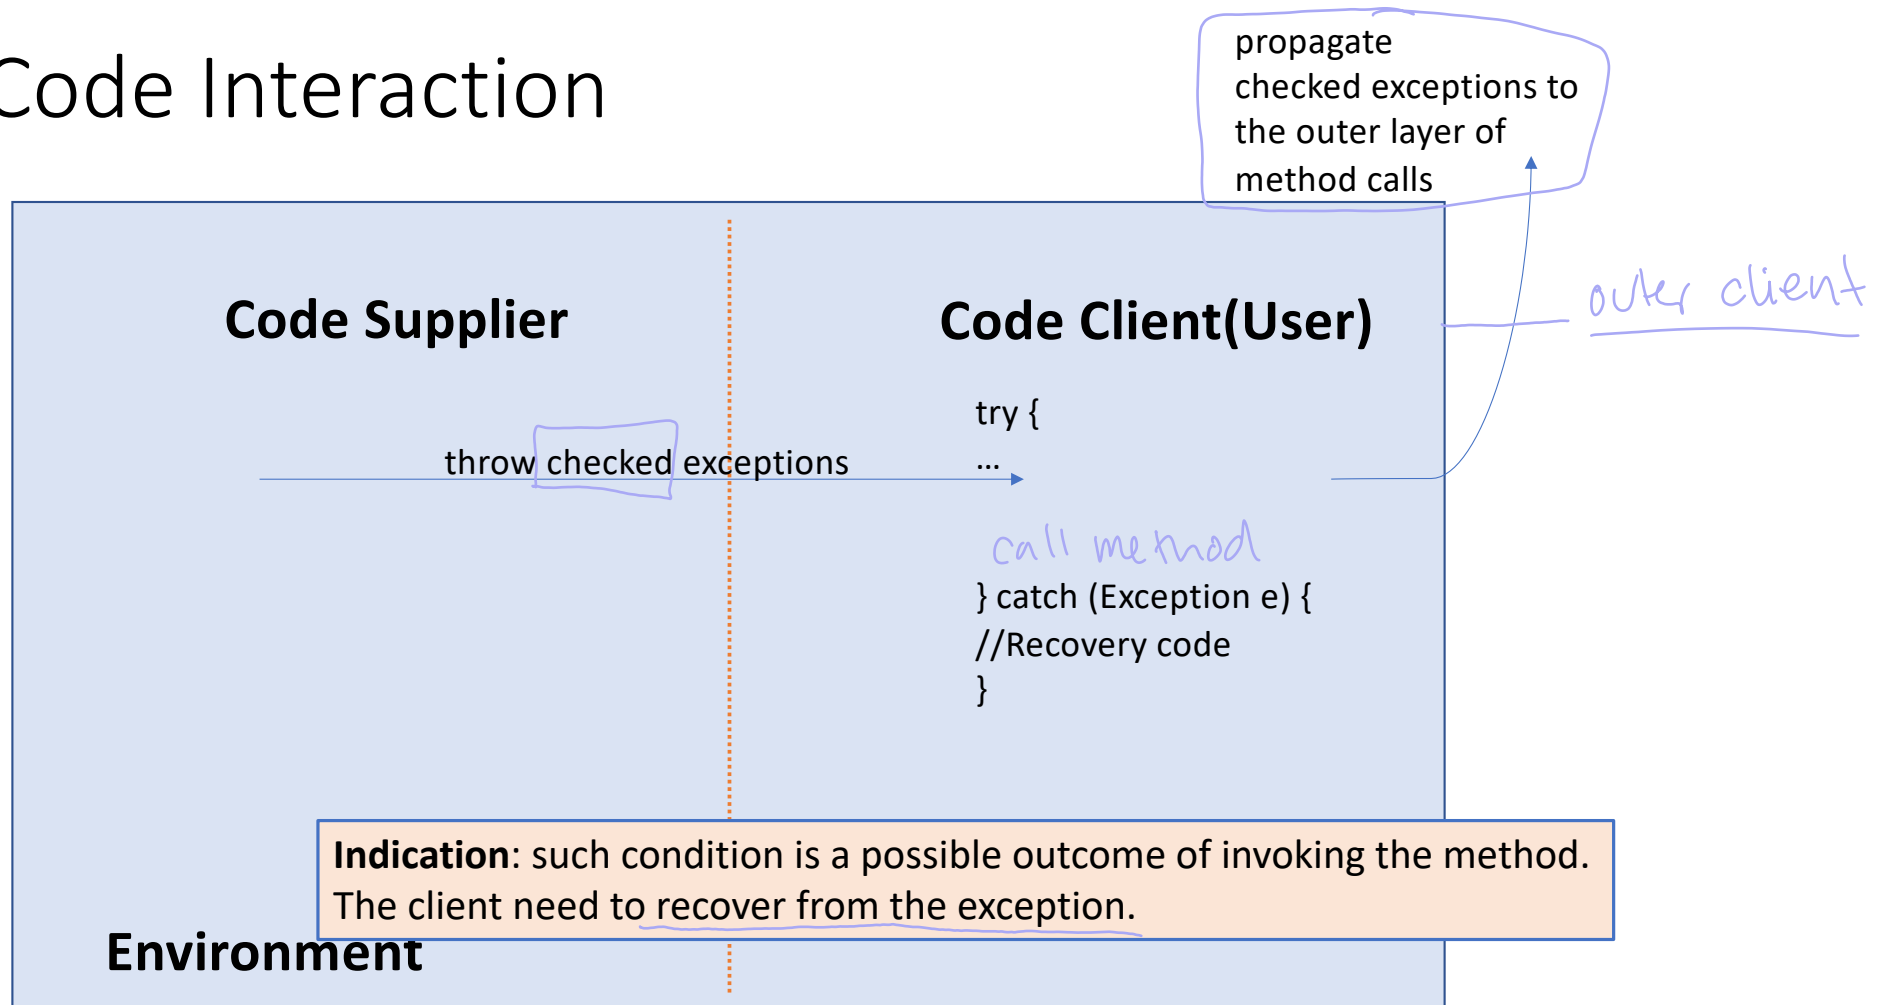 Code Interaction
propagate
checked exceptions to
the outer layer of
method calls
outer client
Code Supplier
Code Client(User)
try {
throw checked exceptions
...
call method
} catch (Exception e) {
//Recovery code
}
Indication: such condition is a possible outcome of invoking the method.
The client need to recover from the exception.
Environment